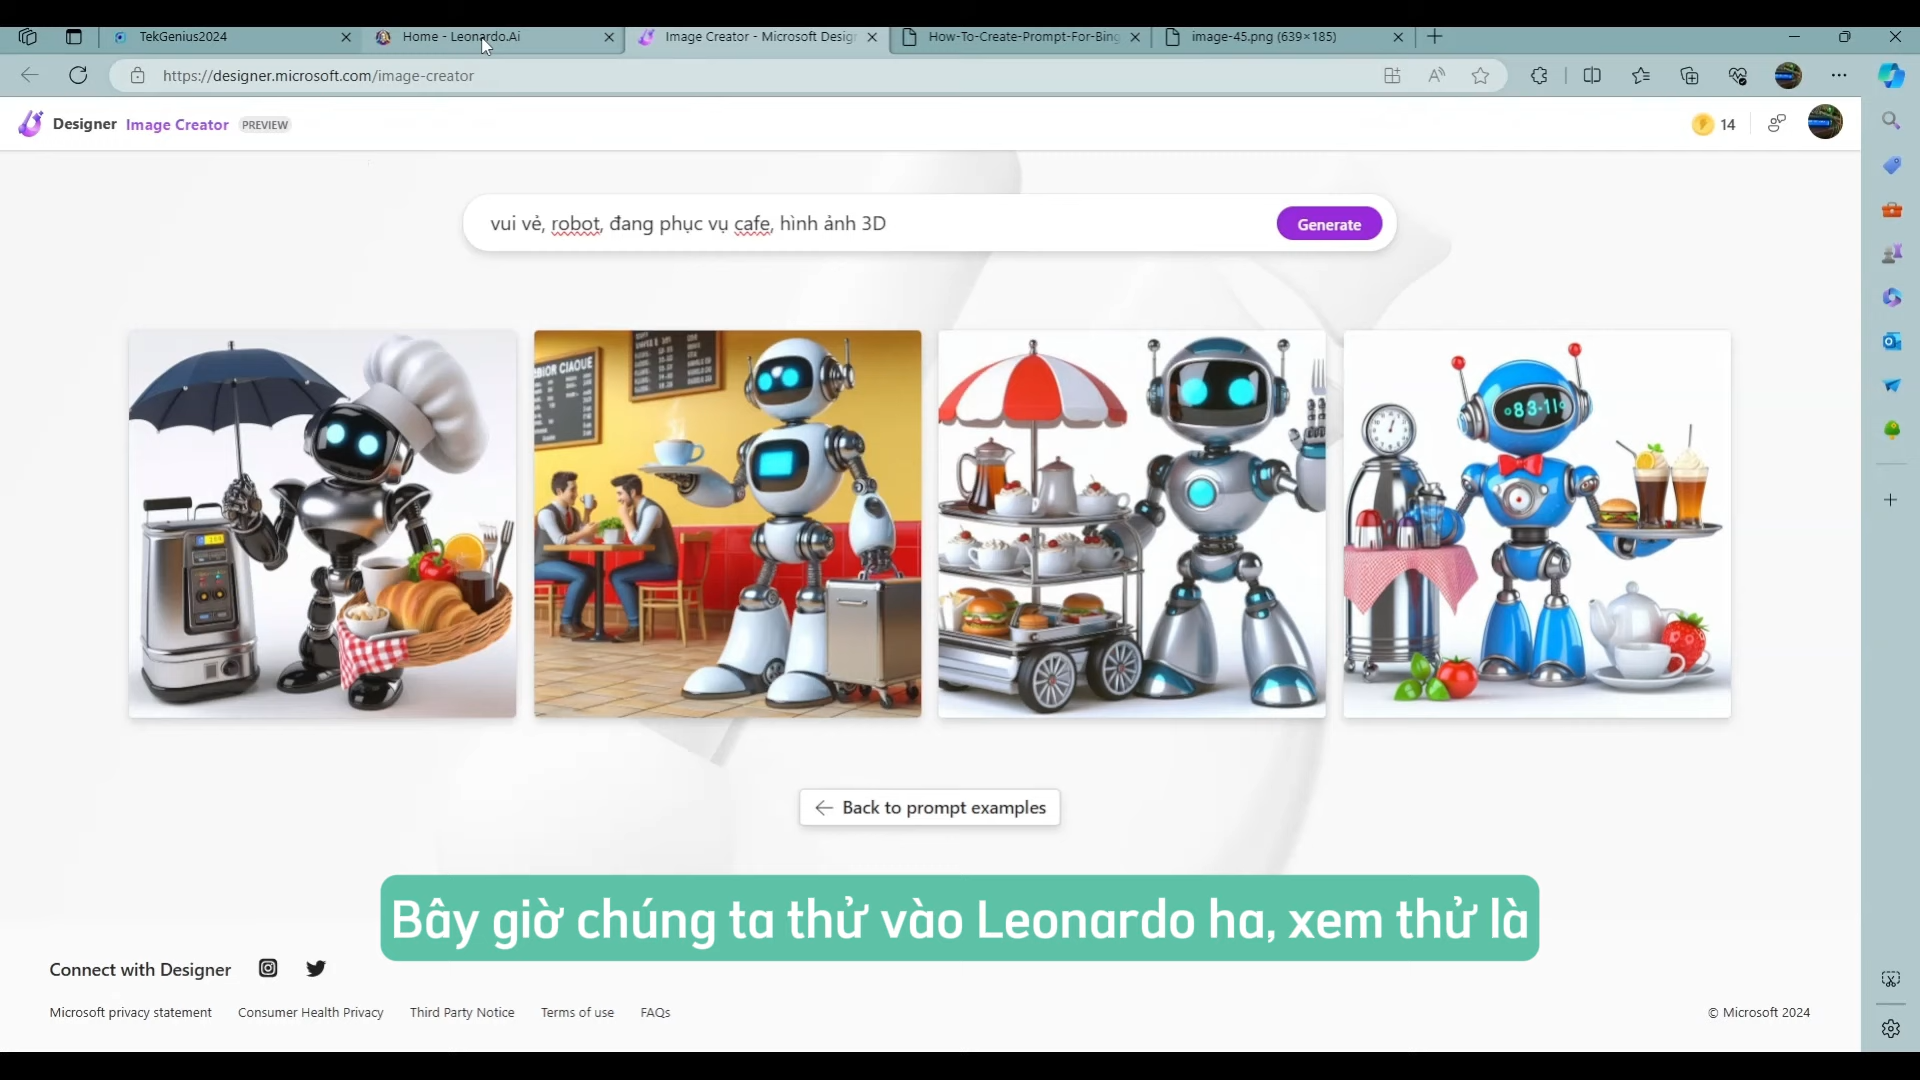 TekGenius2024
Home - Leonardo.Ai
Image Creator - Microsoft Desig
How-To-Create-Prompt-For-Bing
image-45.png (639×185)
https://designer.microsoft.com/image-creator
Designer Image Creator PREVIEW
14
vui vẻ, robot, đang phục vụ cafe, hình ảnh 3D
Generate
Back to prompt examples
Bây giờ chúng ta thử vào Leonardo ha, xem thử là
Connect with Designer
Microsoft privacy statement
Consumer Health Privacy
Third Party Notice
Terms of use
FAQs
© Microsoft 2024